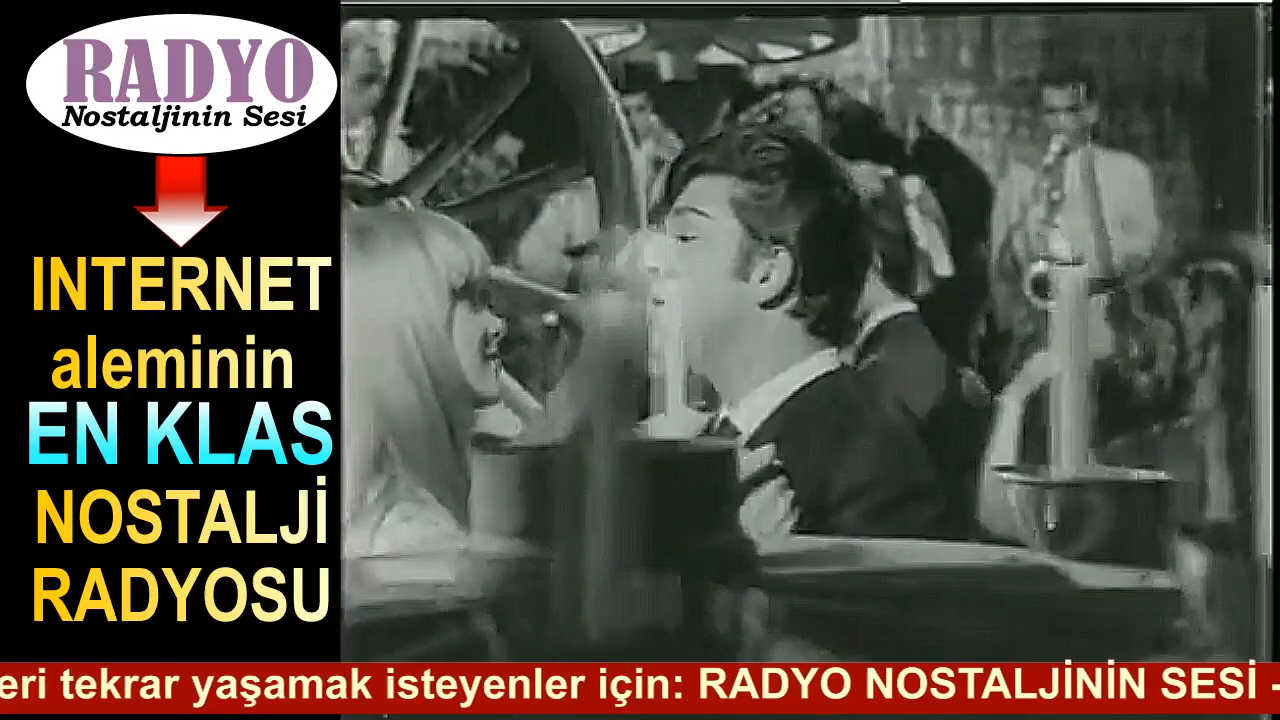 RADYO
Nostaljinin Sesi
INTERNET
aleminin
EN KLAS
NOSTALJİ
RADYOSU
eri tekrar yaşamak isteyenler için: RADYO NOSTALJİNİN SESİ -